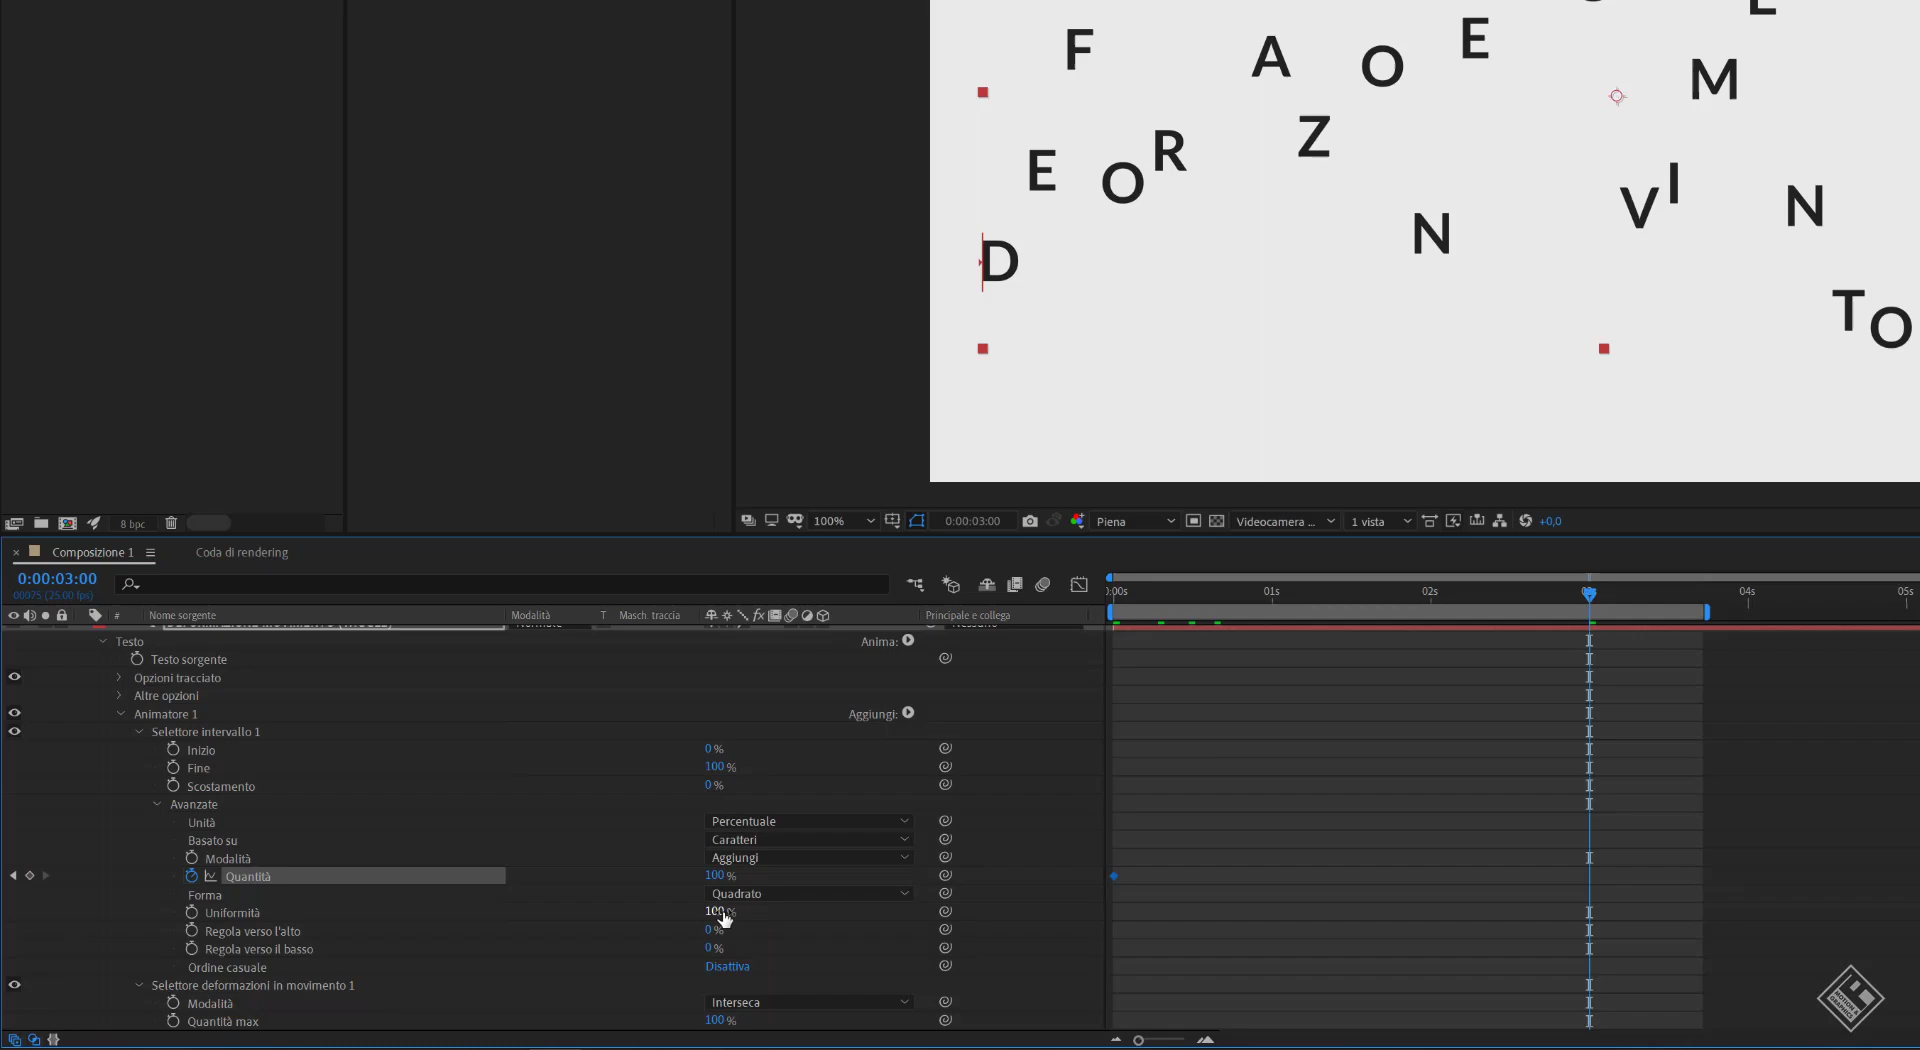 F A O E M
E O R Z N V I N
D
T O
8 bpc
100%
0:00:03:00
Piena
Videocamera ...
1 vista
+0,0
Composizione 1
Coda di rendering
0:00:03:00
00075 (25.00 fps)
# Nome sorgente Modalità T Masch. traccia Principale e collega
:00s 01s 02s 04s 05s
Testo Anima:
Testo sorgente
Opzioni tracciato
Altre opzioni
Animatore 1 Aggiungi:
Selettore intervallo 1
Inizio 0 %
Fine 100 %
Scostamento 0 %
Avanzate
Unità Percentuale
Basato su Caratteri
Modalità Aggiungi
Quantità 100 %
Forma Quadrato
Uniformità 100 %
Regola verso l'alto 0 %
Regola verso il basso 0 %
Ordine casuale Disattiva
Selettore deformazioni in movimento 1
Modalità Interseca
Quantità max 100 %